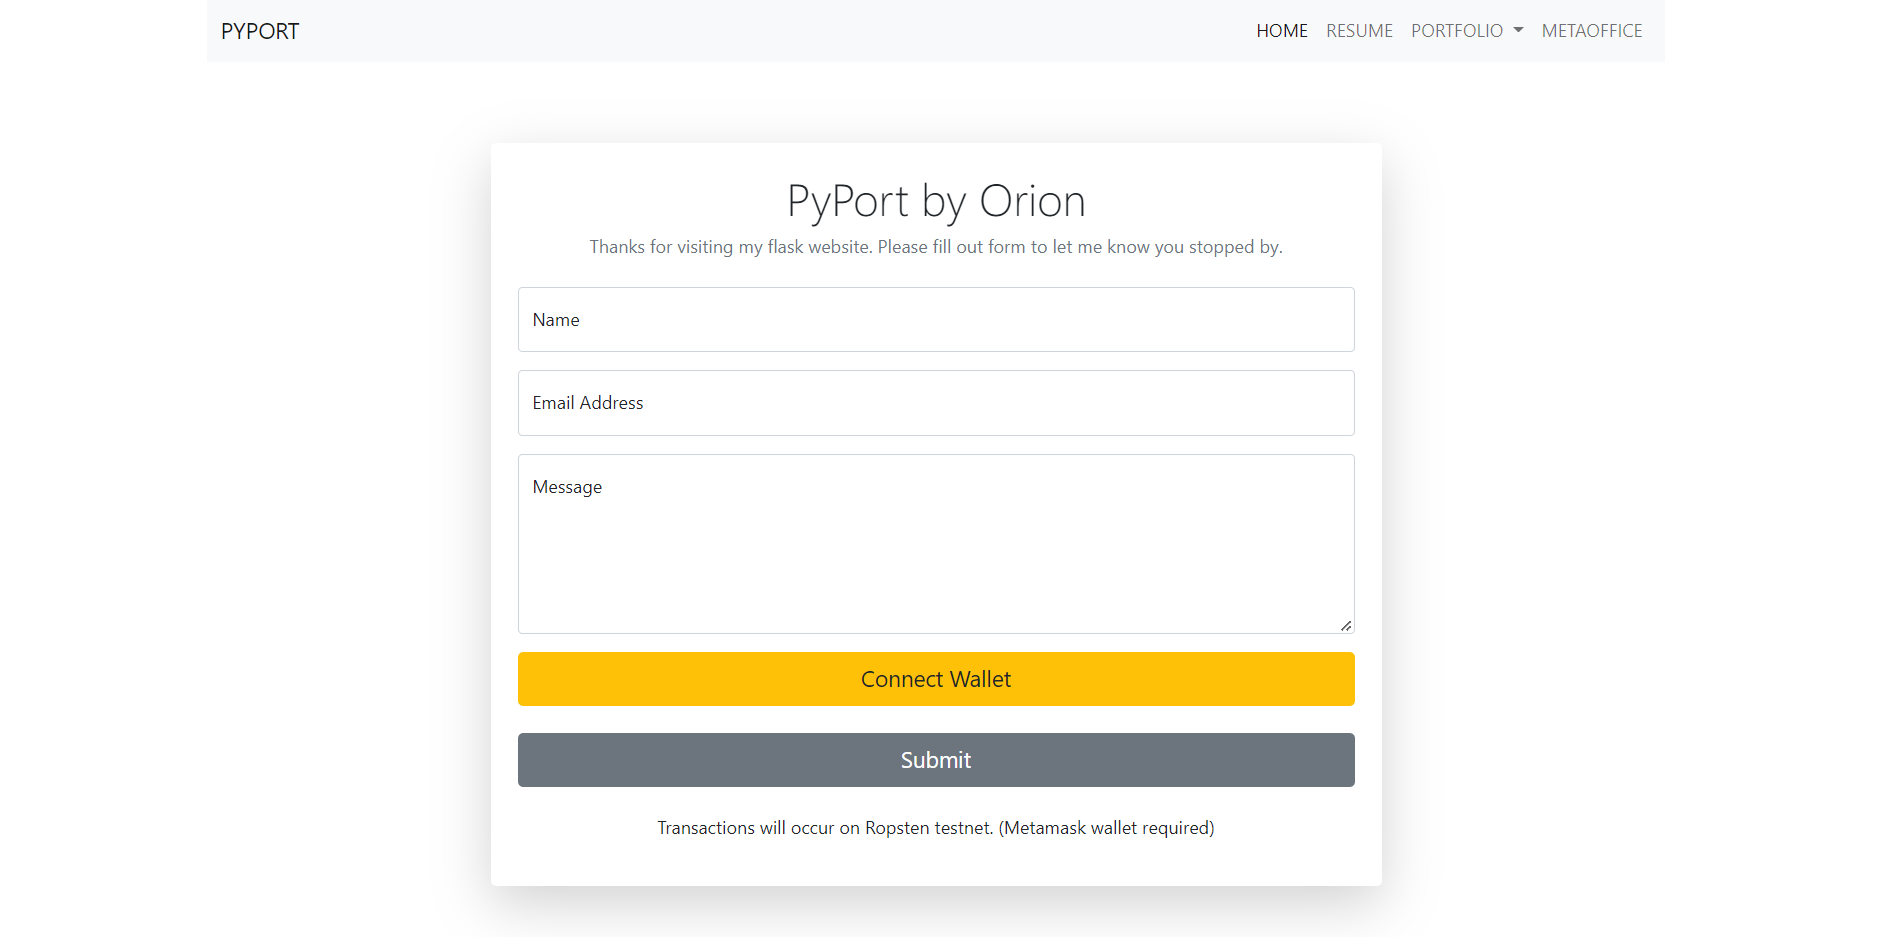 PYPORT
HOME RESUME PORTFOLIO METAOFFICE
PyPort by Orion
Thanks for visiting my flask website. Please fill out form to let me know you stopped by.
Name
Email Address
Message
Connect Wallet
Submit
Transactions will occur on Ropsten testnet. (Metamask wallet required)